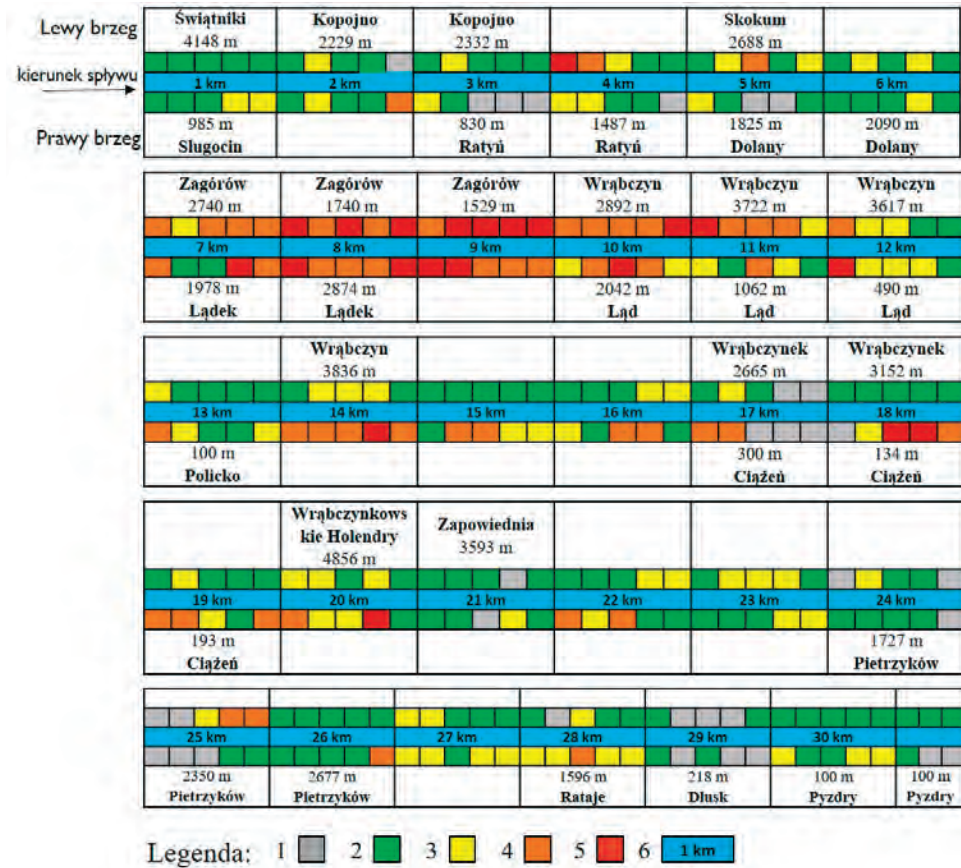 Lewy brzeg
kierunek spływu
Prawy brzeg
Świątniki Kopojno Kopojno Skokum
4148 m 2229 m 2332 m 2688 m
1 km 2 km 3 km 4 km 5 km 6 km
985 m 830 m 1487 m 1825 m 2090 m
Sługocin Ratyń Ratyń Dolany Dolany
Zagórów Zagórów Zagórów Wrąbczyn Wrąbczyn Wrąbczyn
2740 m 1740 m 1529 m 2892 m 3722 m 3617 m
7 km 8 km 9 km 10 km 11 km 12 km
1978 m 2874 m 2042 m 1062 m 490 m
Lądek Lądek Ląd Ląd Ląd
Wrąbczyn Wrąbczynek Wrąbczynek
3836 m 2665 m 3152 m
13 km 14 km 15 km 16 km 17 km 18 km
100 m 300 m 134 m
Policko Ciążeń Ciążeń
Wrąbczynkows
kie Holendry Zapowiednia
4856 m 3593 m
19 km 20 km 21 km 22 km 23 km 24 km
193 m 1727 m
Ciążeń Pietrzyków
25 km 26 km 27 km 28 km 29 km 30 km
2350 m 2677 m 1596 m 218 m 100 m 100 m
Pietrzyków Pietrzyków Rataje Dłusk Pyzdry Pyzdry
Legenda: 1 2 3 4 5 6 1 km